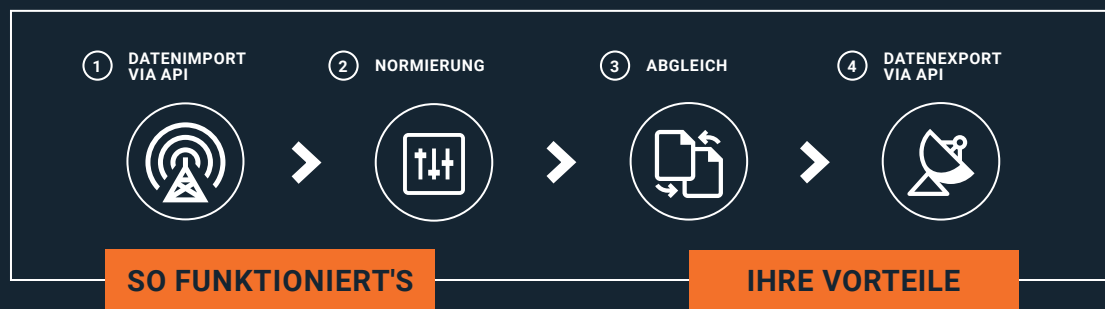 1 DATENIMPORT
VIA API
2 NORMIERUNG
3 ABGLEICH
4 DATENEXPORT
VIA API
SO FUNKTIONIERT'S
IHRE VORTEILE